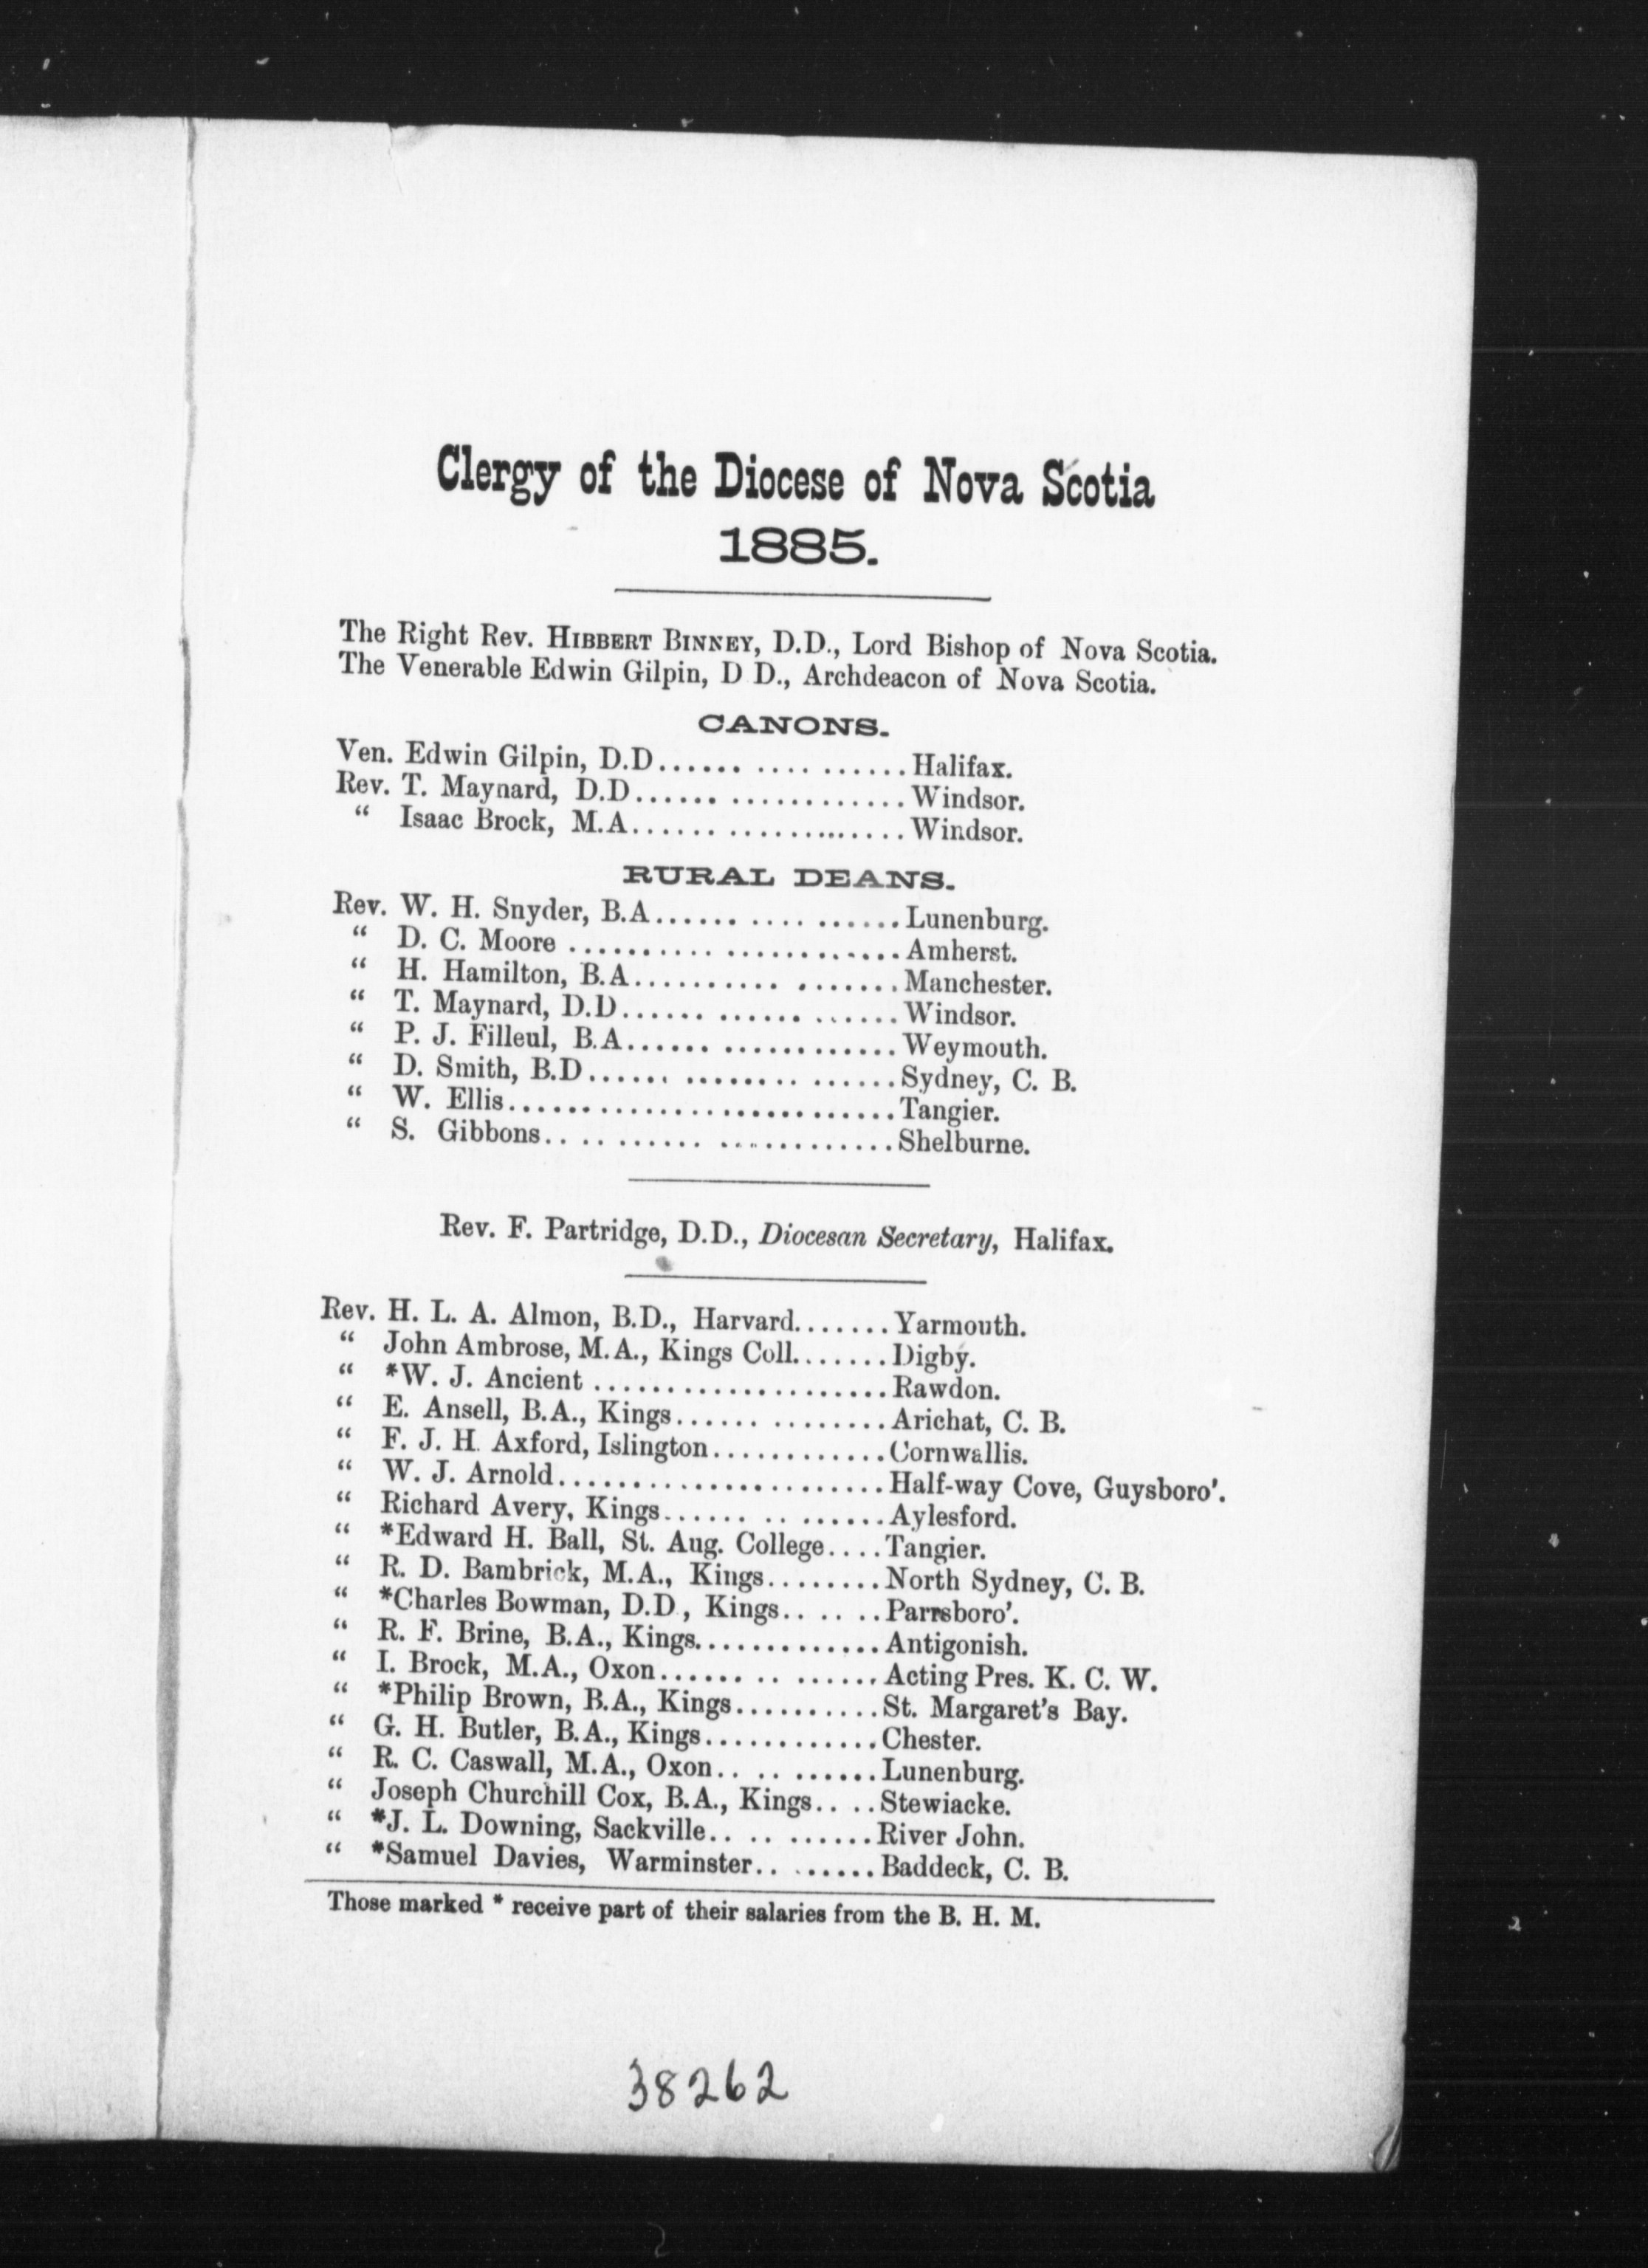 Clergy of the Diocese of Nova Scotia
1885.
The Right Rev. HIBBERT BINNEY, D.D., Lord Bishop of Nova Scotia.
The Venerable Edwin Gilpin, D D., Archdeacon of Nova Scotia.
CANONS.
Ven. Edwin Gilpin, D.D...... .... ...... Halifax.
Rev. T. Maynard, D.D...... ............ Windsor.
“ Isaac Brock, M.A...... ............. Windsor.
RURAL DEANS.
Rev. W. H. Snyder, B.A...... .... ...... Lunenburg.
“ D. C. Moore .......... ............ Amherst.
“ H. Hamilton, B.A.......... ....... Manchester.
“ T. Maynard, D.D...... ...... ...... Windsor.
“ P. J. Filleul, B.A...... ............ Weymouth.
“ D. Smith, B.D...... ........ ...... Sydney, C. B.
“ W. Ellis........................... Tangier.
“ S. Gibbons.. .. ...... ............ Shelburne.
Rev. F. Partridge, D.D., Diocesan Secretary, Halifax.
Rev. H. L. A. Almon, B.D., Harvard....... Yarmouth.
“ John Ambrose, M.A., Kings Coll....... Digby.
“ *W. J. Ancient .................... Rawdon.
“ E. Ansell, B.A., Kings...... ........ Arichat, C. B.
“ F. J. H. Axford, Islington............ Cornwallis.
“ W. J. Arnold....................... Half-way Cove, Guysboro'.
“ Richard Avery, Kings...... .. ...... Aylesford.
“ *Edward H. Ball, St. Aug. College.... Tangier.
“ R. D. Bambrick, M.A., Kings........ North Sydney, C. B.
“ *Charles Bowman, D.D., Kings.. .. .. Parrsboro'.
“ R. F. Brine, B.A., Kings............. Antigonish.
“ I. Brock, M.A., Oxon...... .. ...... Acting Pres. K. C. W.
“ *Philip Brown, B.A., Kings.......... St. Margaret's Bay.
“ G. H. Butler, B.A., Kings............ Chester.
“ R. C. Caswall, M.A., Oxon.. .. ...... Lunenburg.
“ Joseph Churchill Cox, B.A., Kings.. .. Stewiacke.
“ *J. L. Downing, Sackville.. .. ...... River John.
“ *Samuel Davies, Warminster.. ...... Baddeck, C. B.
Those marked * receive part of their salaries from the B. H. M.
38262